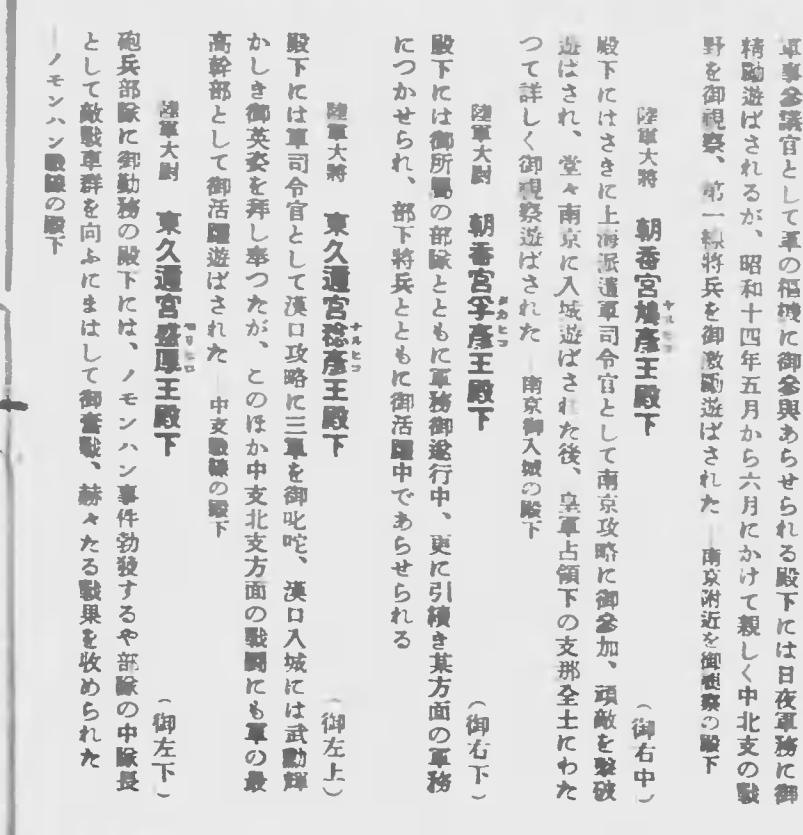 軍事參議官として軍の樞機に御參與あらせられる殿下には日夜軍務に御
精勵遊ばされるが、昭和十四年五月から六月にかけて親しく中北支の戰
野を御視察、第一線將兵を御激勵遊ばされた―南京附近を御視察の殿下
陸軍大將 朝香宮鳩彥王殿下 (御右中)
ヤスヒコ
殿下にはさきに上海派遣軍司令官として南京攻略に御參加、頑敵を擊破
遊ばされ、堂々南京に入城遊ばされた後、皇軍占領下の支那全土にわた
つて詳しく御視察遊ばされた―南京御入城の殿下
陸軍大尉 朝香宮孚彥王殿下 (御右下)
タカヒコ
殿下には御所屬の部隊とともに軍務御遂行中、更に引續き某方面の軍務
につかせられ、部下將兵とともに御活躍中であらせられる
陸軍大將 東久邇宮稔彥王殿下 (御左上)
ナルヒコ
殿下には軍司令官として漢口攻略に三軍を御叱咤、漢口入城には武勳輝
かしき御英姿を拜し奉つたが、このほか中支北支方面の戰鬪にも軍の最
高幹部として御活躍遊ばされた―中支戰線の殿下
陸軍大尉 東久邇宮盛厚王殿下 (御左下)
モリヒロ
砲兵部隊に御勤務の殿下には、ノモンハン事件勃發するや部隊の中隊長
として敵戰車群を向ふにまはして御奮戰、赫々たる戰果を收められた
―ノモンハン戰線の殿下